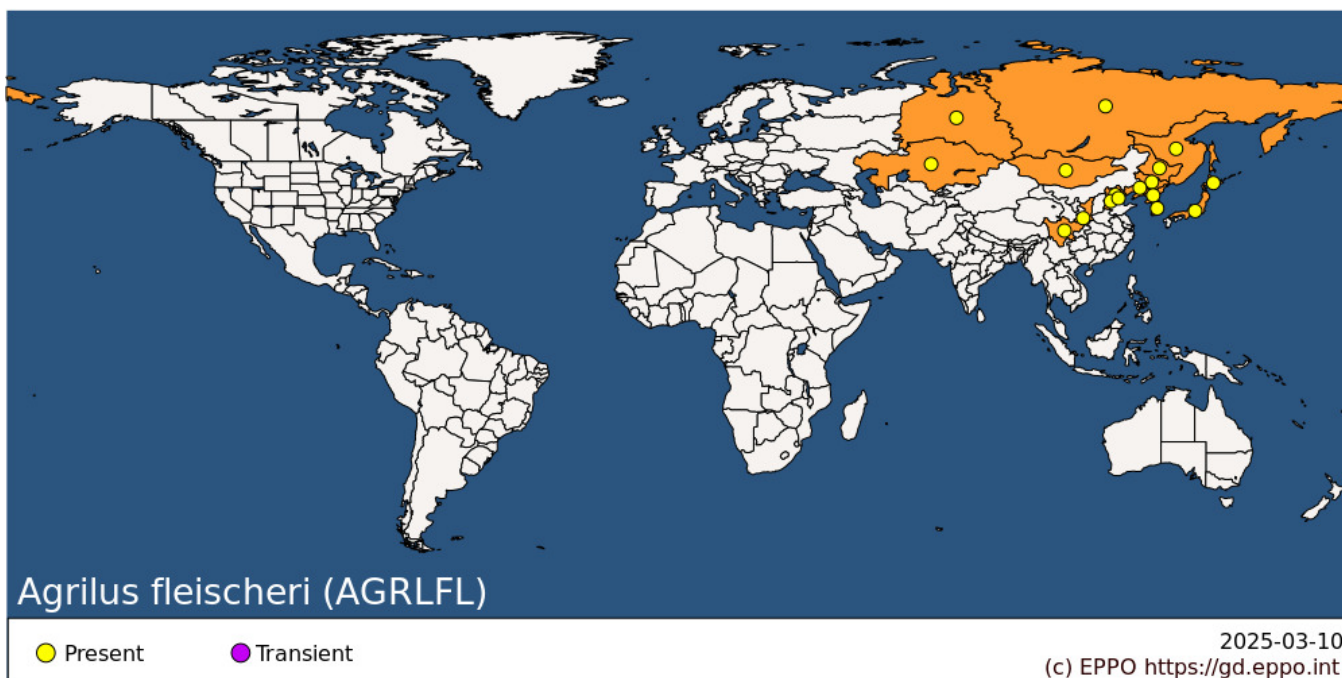 Agrilus fleischeri (AGRLFL)
Present
Transient
2025-03-10
(c) EPPO https://gd.eppo.int